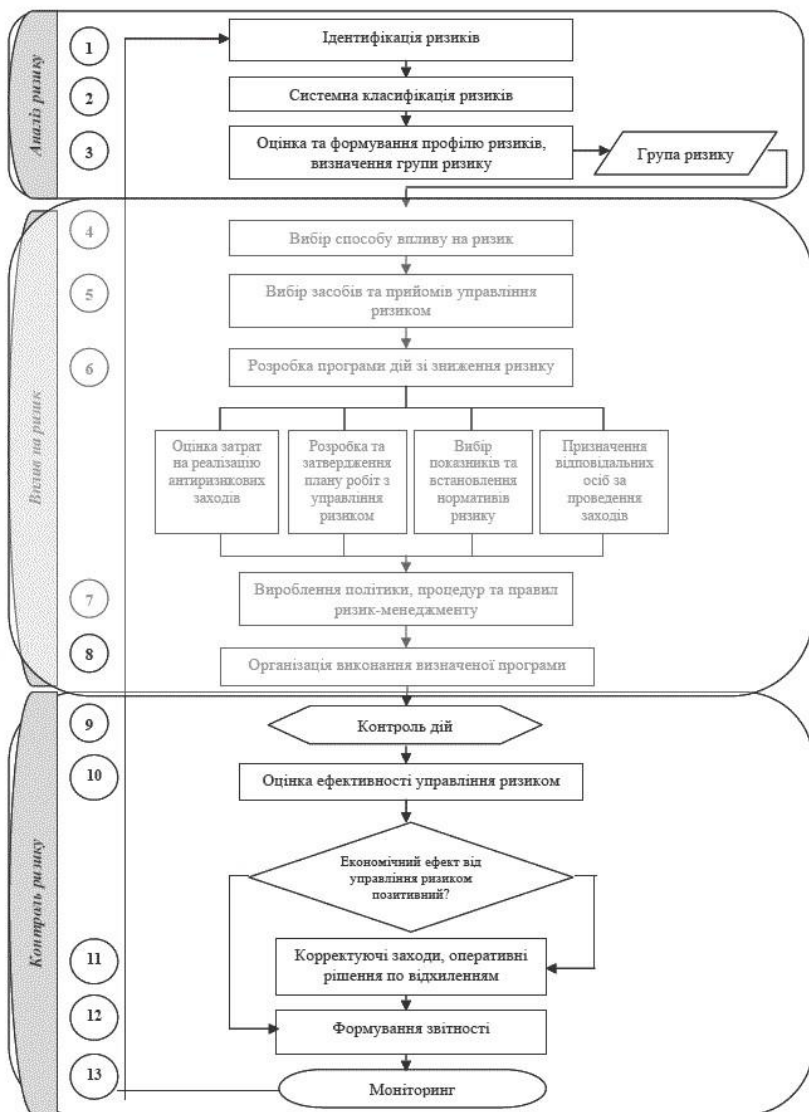 Аналіз ризику
1
Ідентифікація ризиків
2
Системна класифікація ризиків
3
Оцінка та формування профілю ризиків,
визначення групи ризику
Група ризику
Вплив на ризик
4
Вибір способу впливу на ризик
5
Вибір засобів та прийомів управління
ризиком
6
Розробка програми дій зі зниження ризику
Оцінка затрат
на реалізацію
антиризикових
заходів
Розробка та
затвердження
плану робіт з
управління
ризиком
Вибір
показників та
встановлення
нормативів
ризику
Призначення
відповідальних
осіб за
проведення
заходів
7
Вироблення політики, процедур та правил
ризик-менеджменту
8
Організація виконання визначеної програми
Контроль ризику
9
Контроль дій
10
Оцінка ефективності управління ризиком
Економічний ефект від
управління ризиком
позитивний?
11
Корректуючі заходи, оперативні
рішення по відхиленням
12
Формування звітності
13
Моніторинг